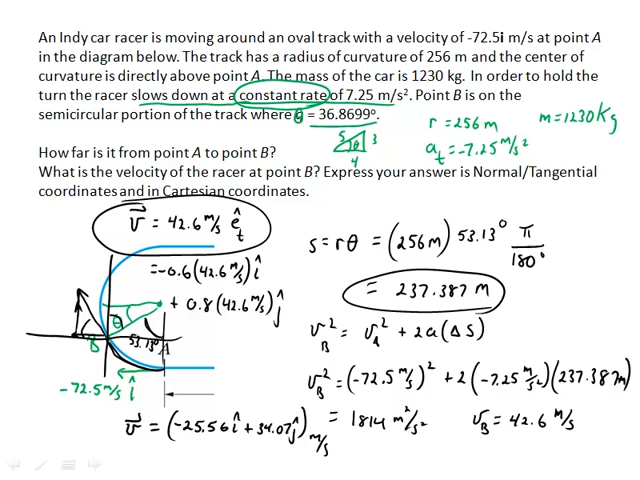 An Indy car racer is moving around an oval track with a velocity of -72.5i m/s at point A
in the diagram below. The track has a radius of curvature of 256 m and the center of
curvature is directly above point A. The mass of the car is 1230 kg. In order to hold the
turn the racer slows down at a constant rate of 7.25 m/s². Point B is on the
semicircular portion of the track where θ = 36.8699°.
r = 256 m
m = 1230 kg
a_t = -7.25 m/s²
5 θ 3
4
How far is it from point A to point B?
What is the velocity of the racer at point B? Express your answer is Normal/Tangential
coordinates and in Cartesian coordinates.
v⃗ = 42.6 m/s ê_t
= -0.6(42.6 m/s) î
+ 0.8(42.6 m/s) ĵ
θ
B 53.13° A
-72.5 m/s î
v⃗ = (-25.56 î + 34.07 ĵ) m/s
s = rθ = (256 m) 53.13° π/180°
= 237.387 m
v_B² = v_A² + 2a(Δs)
v_B² = (-72.5 m/s)² + 2(-7.25 m/s²)(237.387 m)
= 1814 m²/s² v_B = 42.6 m/s